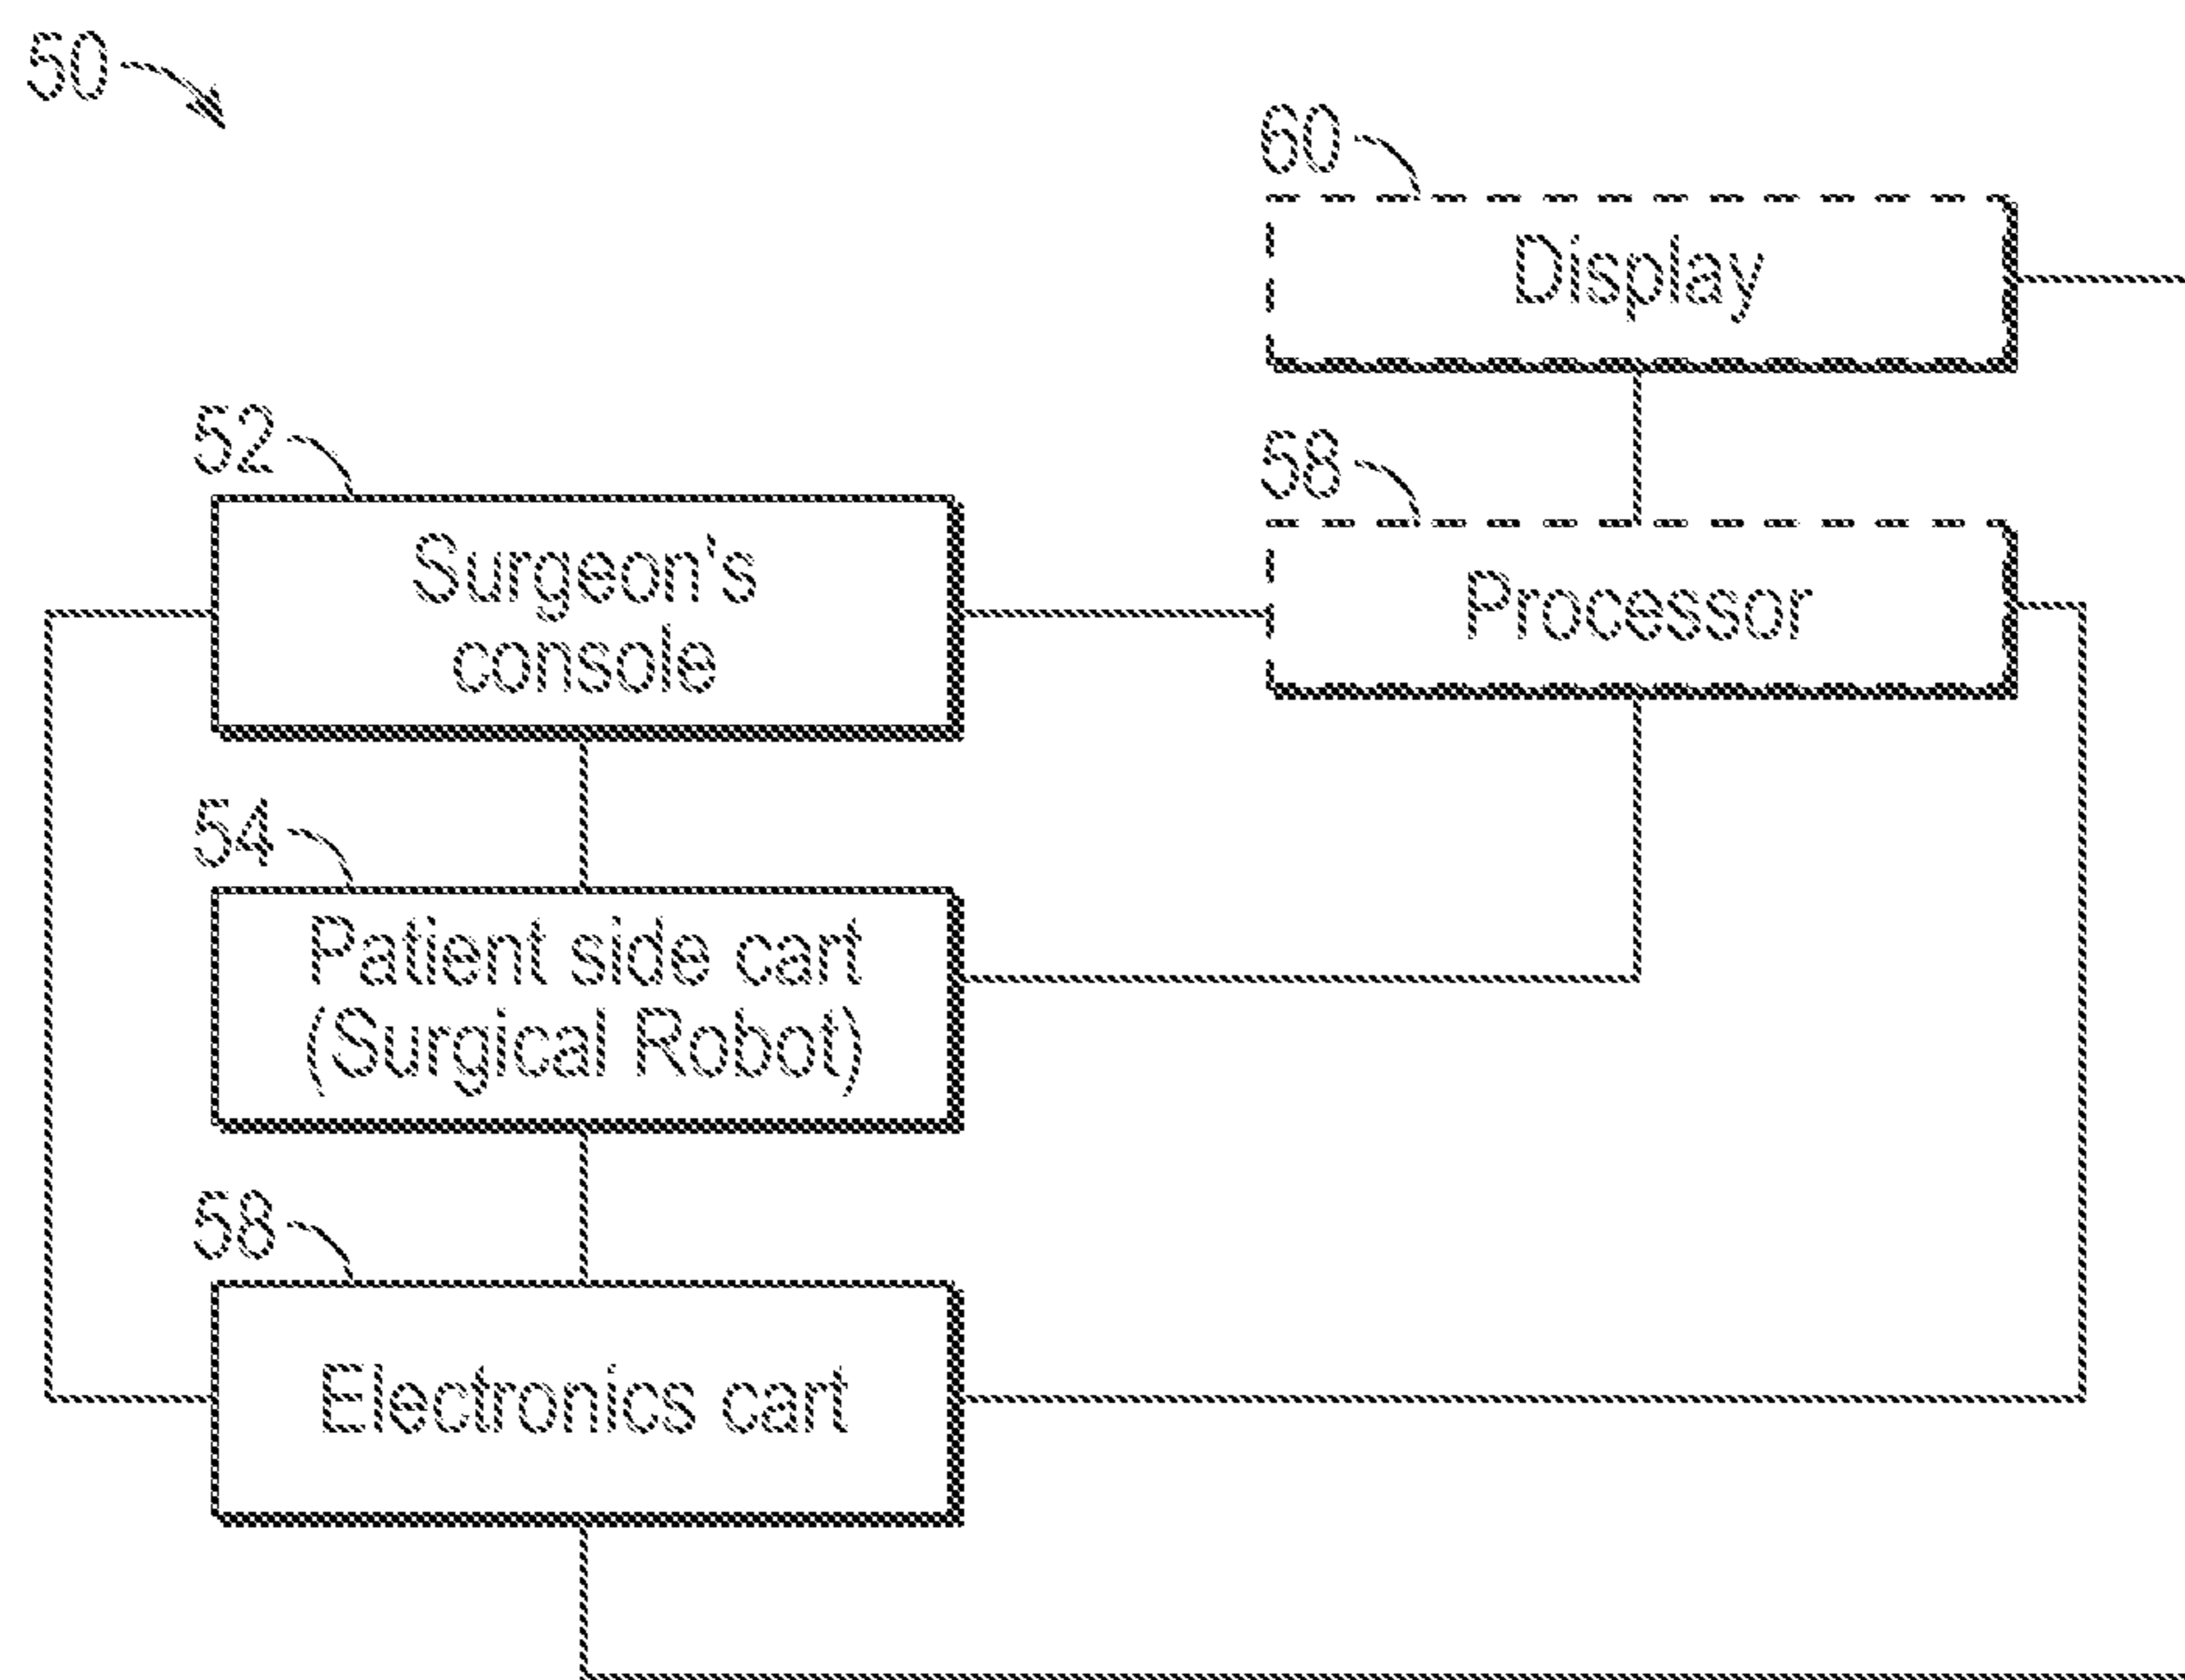 50
60
Display
52
58
Surgeon's
console
Processor
54
Patient side cart
(Surgical Robot)
58
Electronics cart